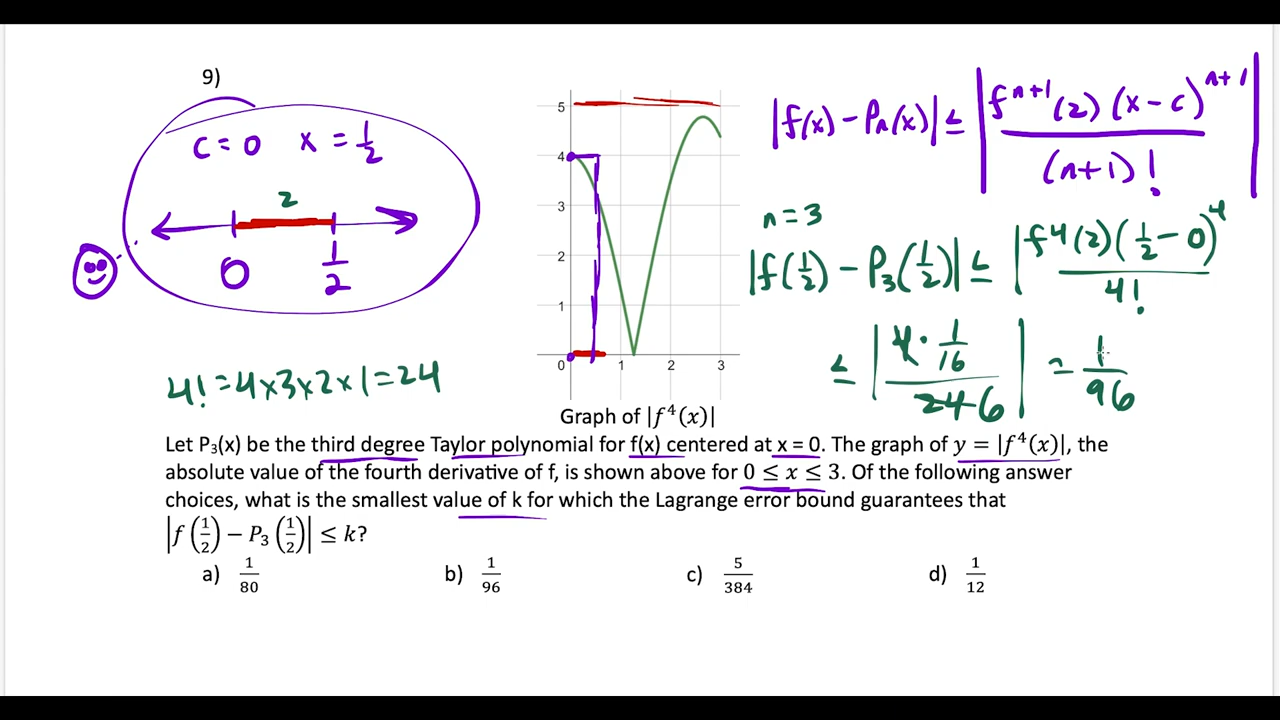 9)
c = 0 x = 1/2
2
0 1/2
5
4
3
2
1
0 1 2 3
Graph of |f⁴(x)|
|f(x) − Pn(x)| ≤ |fⁿ⁺¹(z)(x−c)ⁿ⁺¹/(n+1)!|
n = 3
|f(1/2) − P₃(1/2)| ≤ |f⁴(z)(1/2 − 0)⁴/4!|
≤ |4·1/16/24 6| = 1/96
4! = 4x3x2x1 = 24
Let P₃(x) be the third degree Taylor polynomial for f(x) centered at x = 0. The graph of y = |f⁴(x)|, the
absolute value of the fourth derivative of f, is shown above for 0 ≤ x ≤ 3. Of the following answer
choices, what is the smallest value of k for which the Lagrange error bound guarantees that
|f(1/2) − P₃(1/2)| ≤ k?
a) 1/80 b) 1/96 c) 5/384 d) 1/12